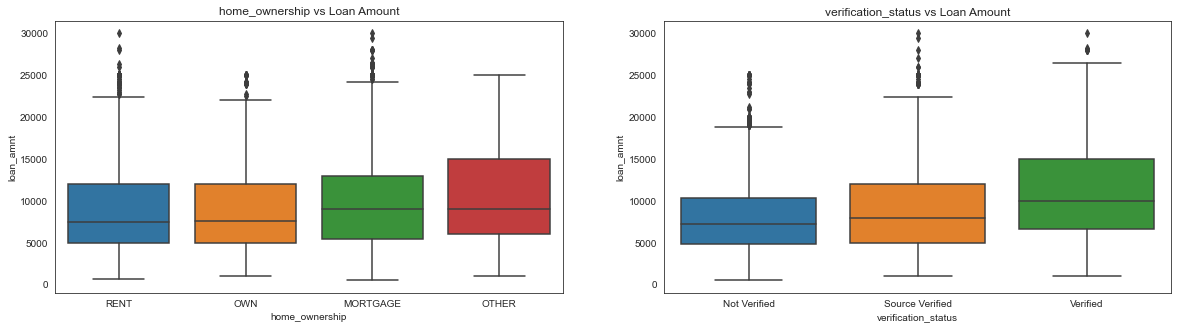 home_ownership vs Loan Amount
30000
25000
20000
15000
10000
5000
0
loan_amnt
RENT
OWN
MORTGAGE
OTHER
home_ownership
verification_status vs Loan Amount
30000
25000
20000
15000
10000
5000
0
loan_amnt
Not Verified
Source Verified
Verified
verification_status